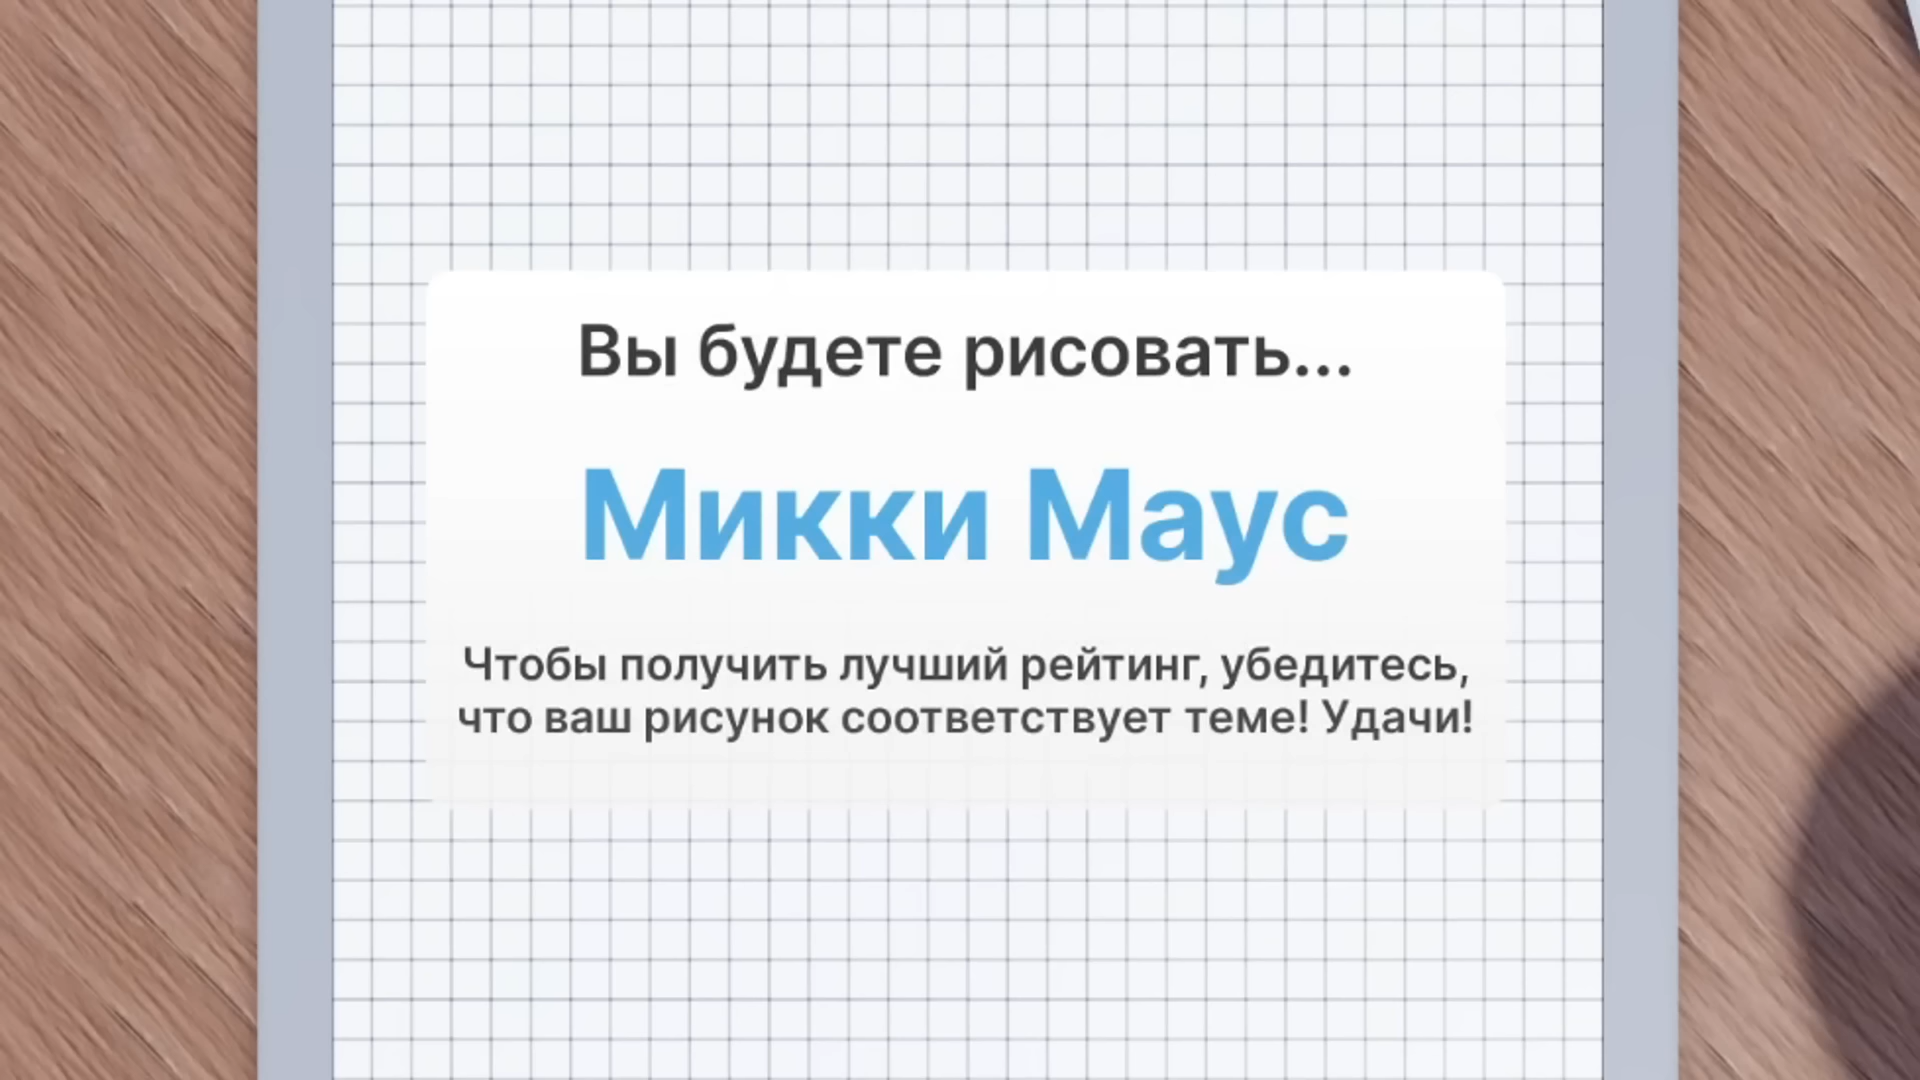 Вы будете рисовать...
Микки Маус
Чтобы получить лучший рейтинг, убедитесь,
что ваш рисунок соответствует теме! Удачи!